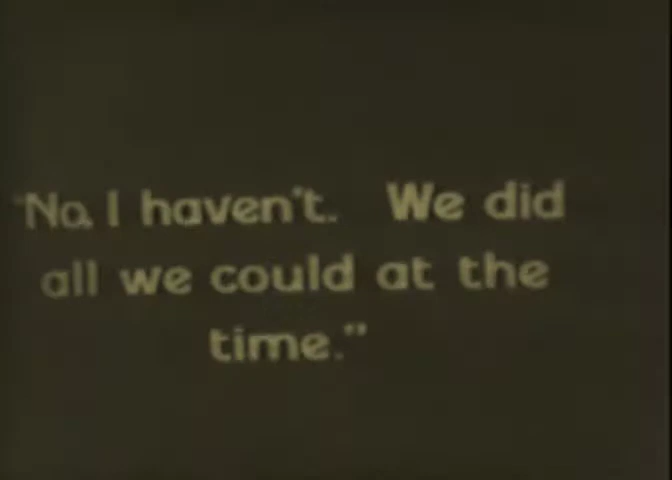 "No, I haven't. We did
all we could at the
time."